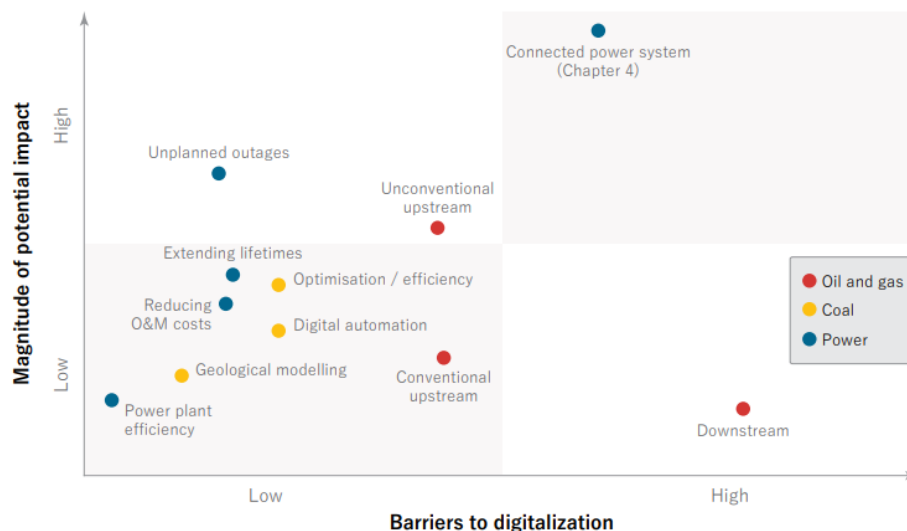 Connected power system
(Chapter 4)
Magnitude of potential impact
High
Unplanned outages
Unconventional
upstream
Extending lifetimes
Optimisation / efficiency
Reducing
O&M costs
Digital automation
Geological modelling
Conventional
upstream
Low
Power plant
efficiency
Downstream
Oil and gas
Coal
Power
Low
High
Barriers to digitalization